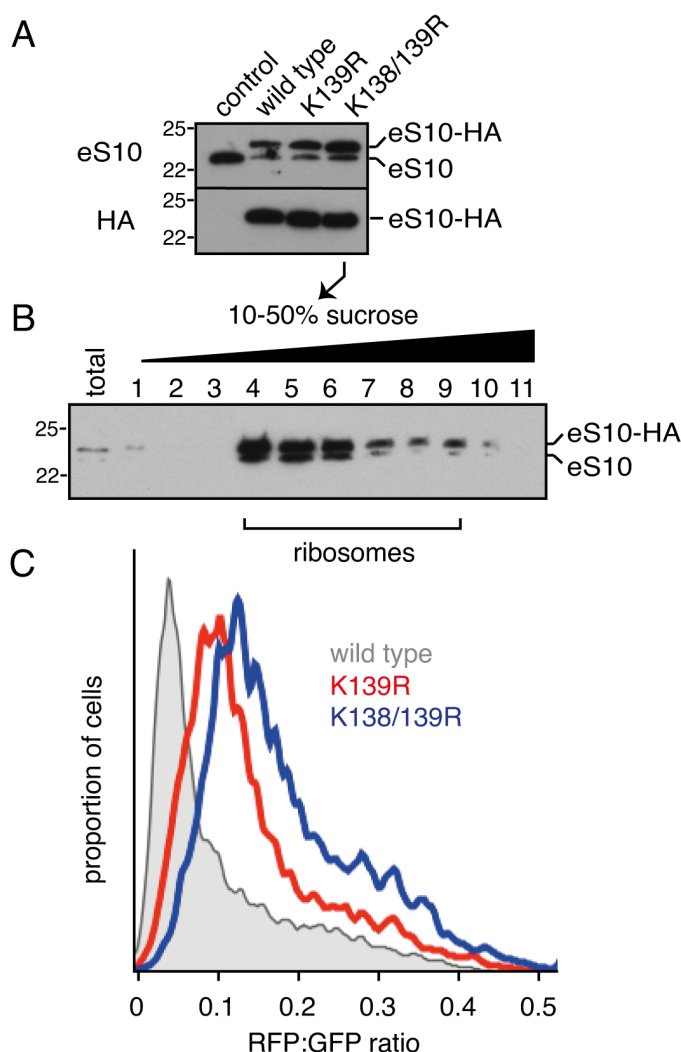 A
control wild type K139R K138/139R
25-
eS10
22-
eS10-HA
eS10
25-
HA
22-
eS10-HA
B
10-50% sucrose
total 1 2 3 4 5 6 7 8 9 10 11
25-
22-
eS10-HA
eS10
ribosomes
C
wild type
K139R
K138/139R
proportion of cells
0 0.1 0.2 0.3 0.4 0.5
RFP:GFP ratio